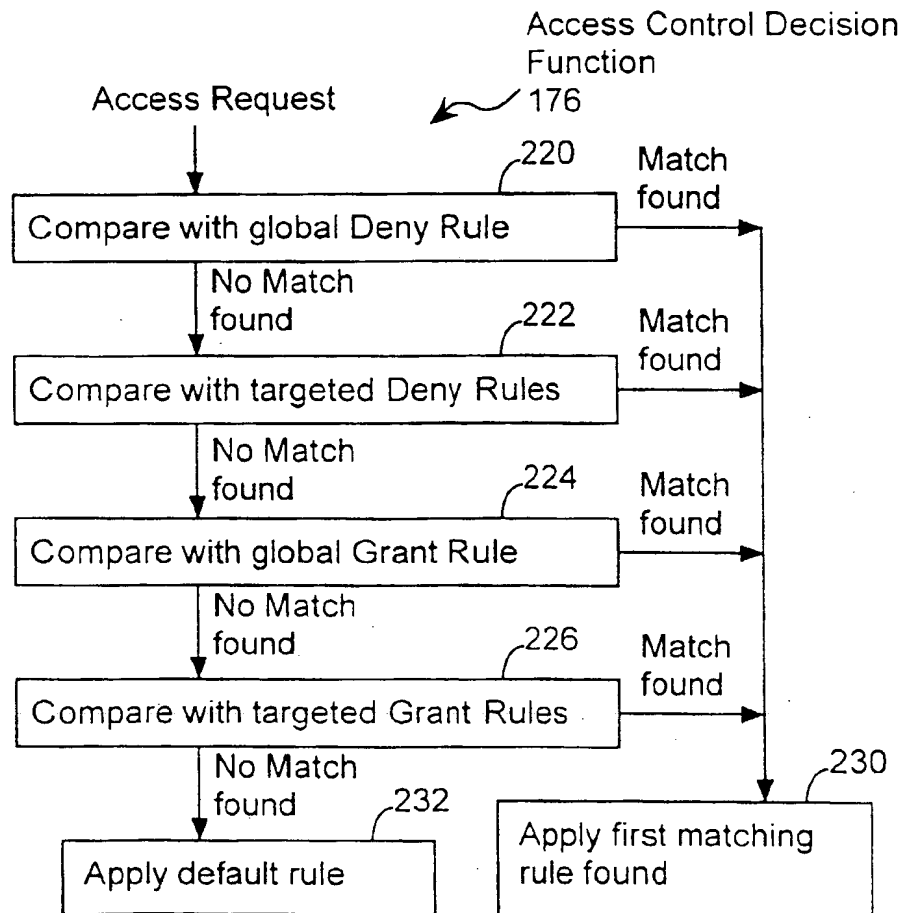 Access Control Decision
Function
176
Access Request
220
Match
found
Compare with global Deny Rule
No Match
found
222
Match
found
Compare with targeted Deny Rules
No Match
found
224
Match
found
Compare with global Grant Rule
No Match
found
226
Match
found
Compare with targeted Grant Rules
No Match
found
232
Apply default rule
230
Apply first matching
rule found